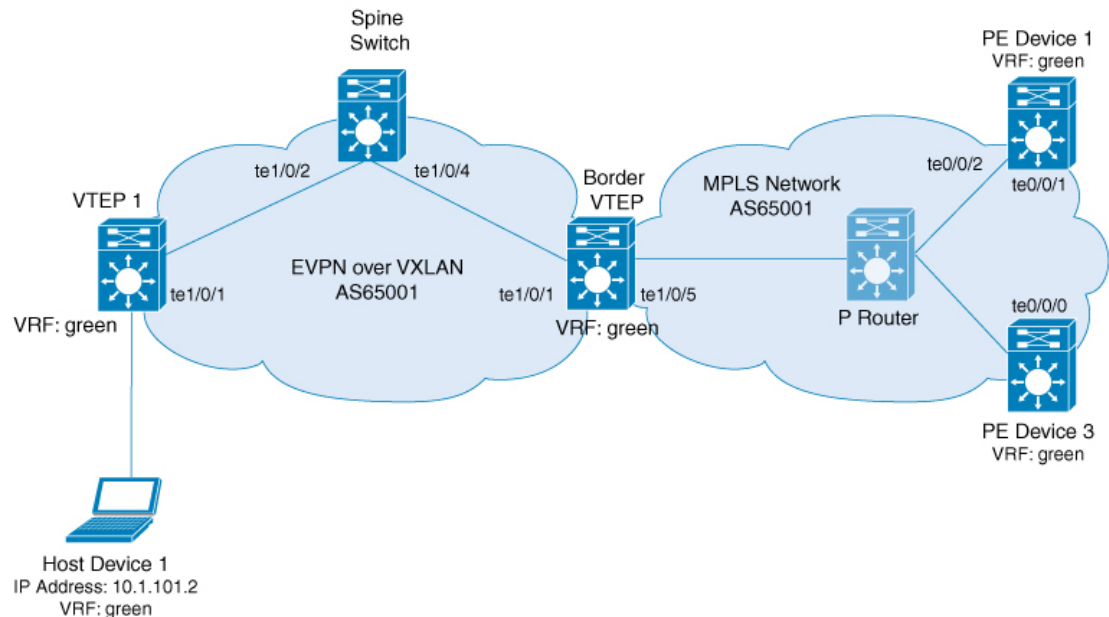 Spine
Switch
PE Device 1
VRF: green
te1/0/2
te1/0/4
Border
VTEP
MPLS Network
AS65001
te0/0/2
te0/0/1
VTEP 1
EVPN over VXLAN
AS65001
te1/0/1
te1/0/1
te1/0/5
VRF: green
VRF: green
P Router
te0/0/0
PE Device 3
VRF: green
Host Device 1
IP Address: 10.1.101.2
VRF: green